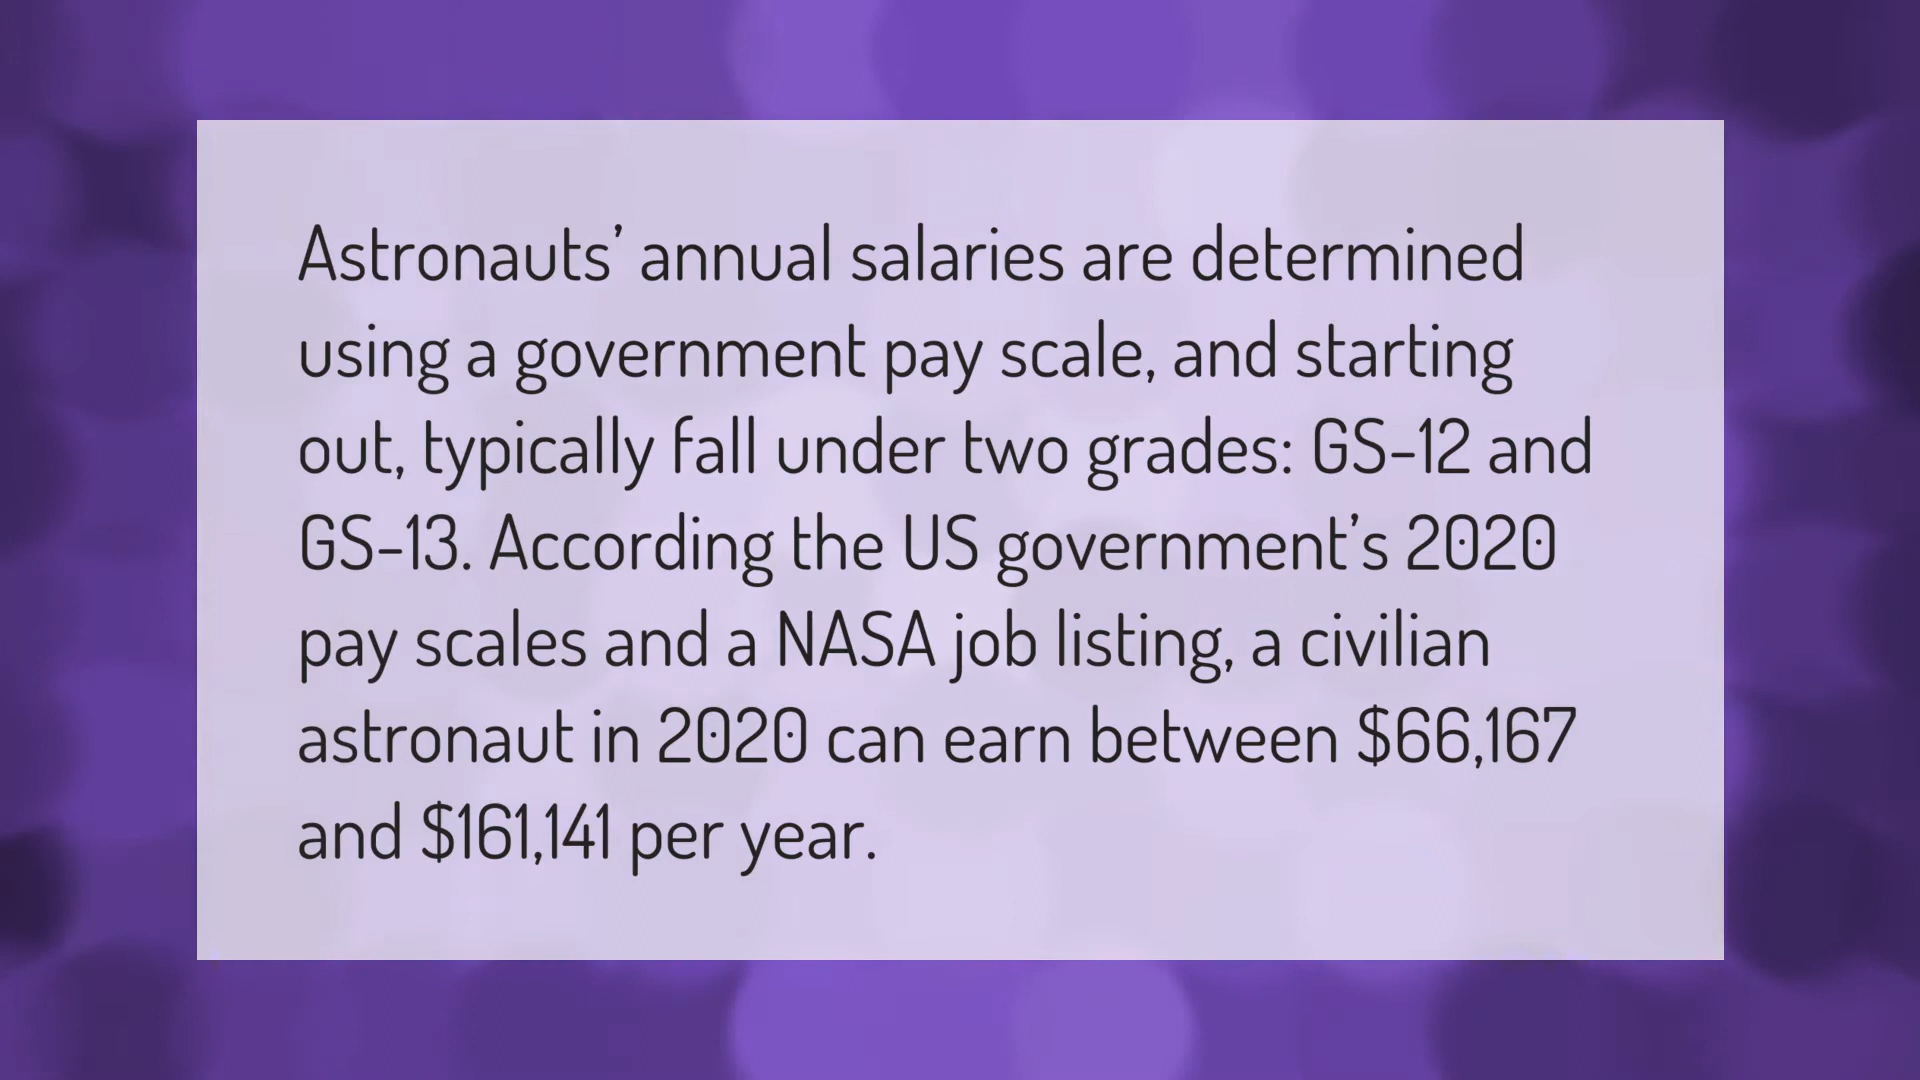 Astronauts’ annual salaries are determined
using a government pay scale, and starting
out, typically fall under two grades: GS-12 and
GS-13. According the US government’s 2020
pay scales and a NASA job listing, a civilian
astronaut in 2020 can earn between $66,167
and $161,141 per year.